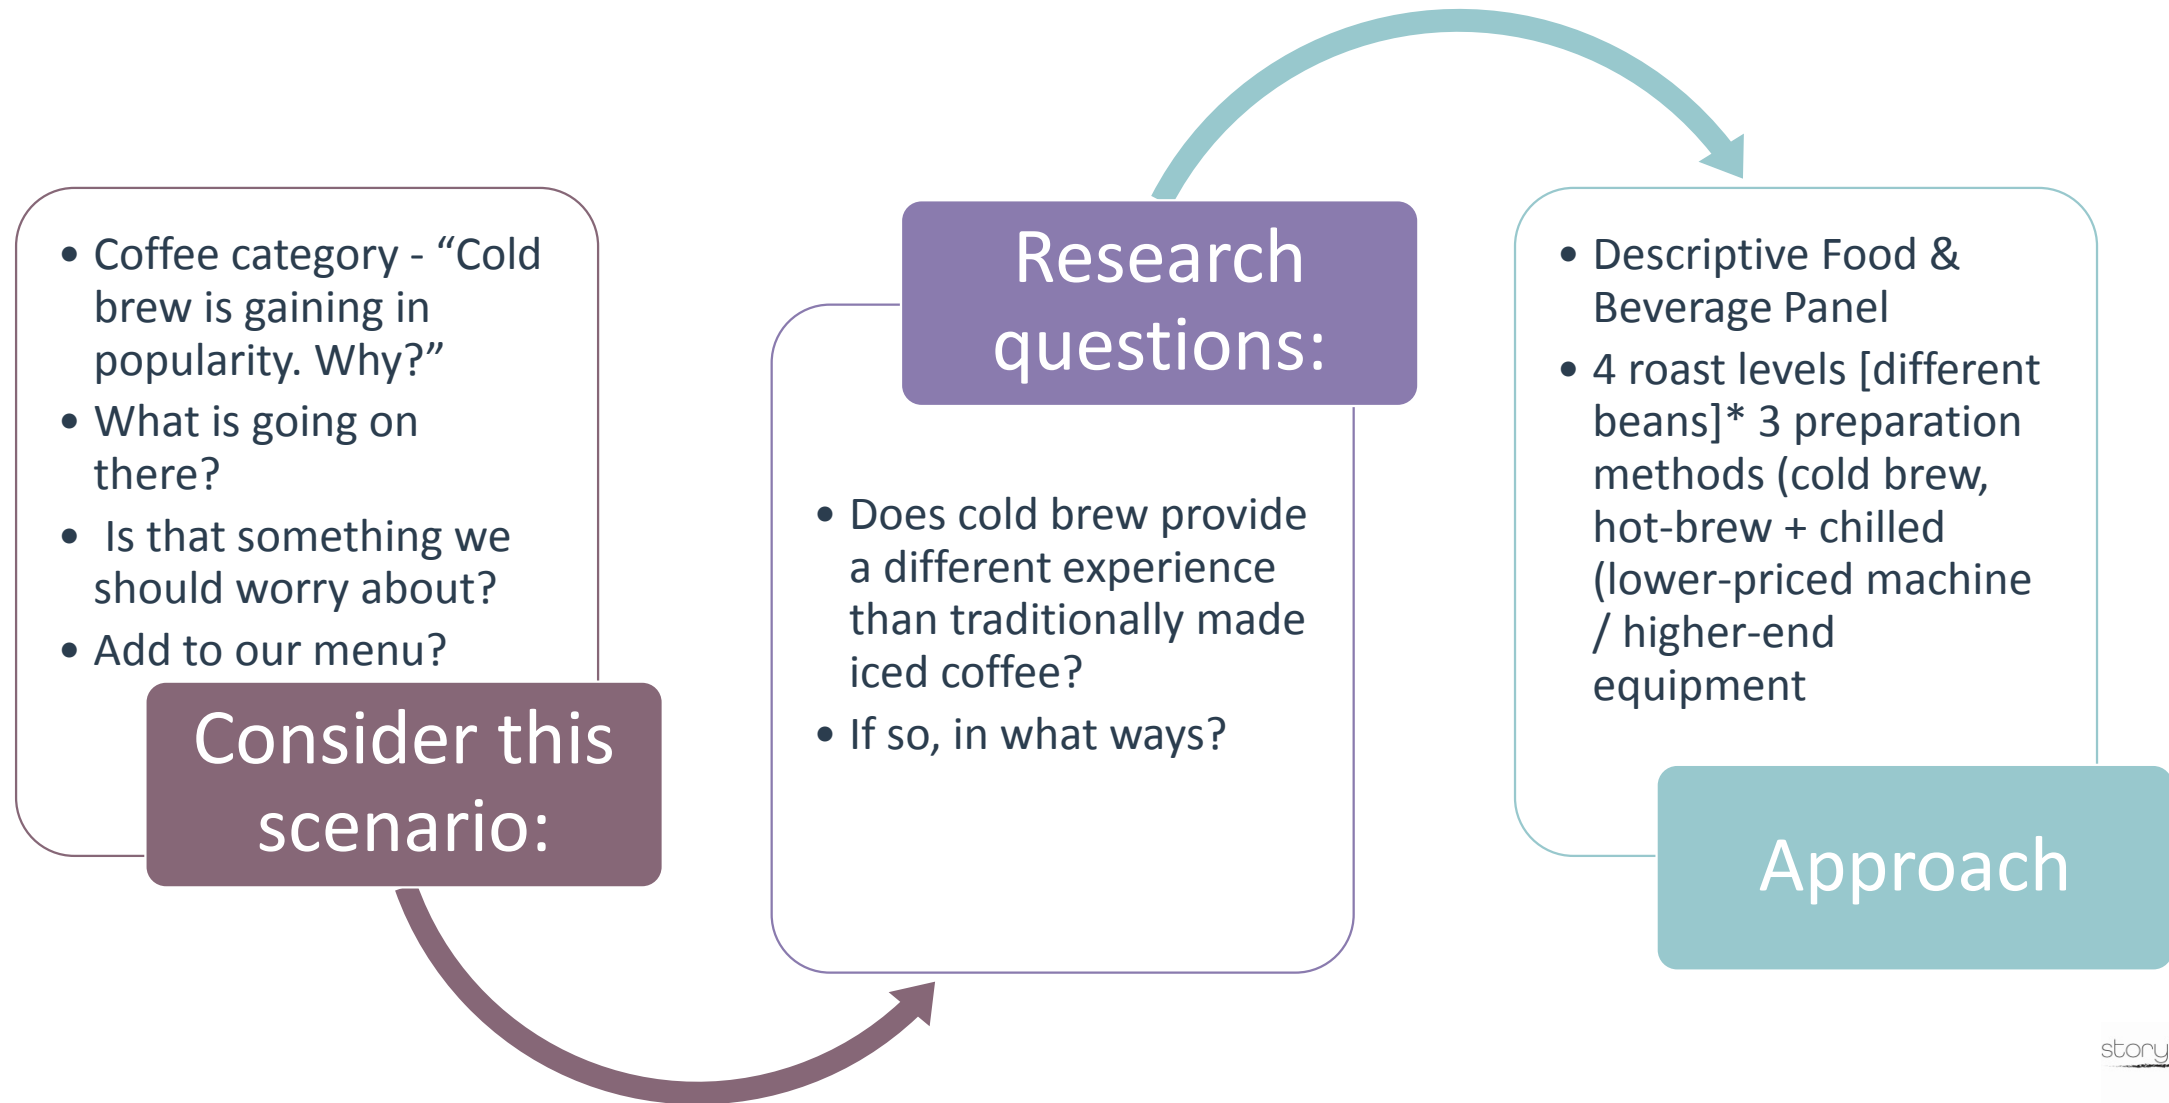 • Coffee category - “Cold
brew is gaining in
popularity. Why?”
• What is going on
there?
• Is that something we
should worry about?
• Add to our menu?
Consider this
scenario:
Research
questions:
• Does cold brew provide
a different experience
than traditionally made
iced coffee?
• If so, in what ways?
• Descriptive Food &
Beverage Panel
• 4 roast levels [different
beans]* 3 preparation
methods (cold brew,
hot-brew + chilled
(lower-priced machine
/ higher-end
equipment
Approach
story